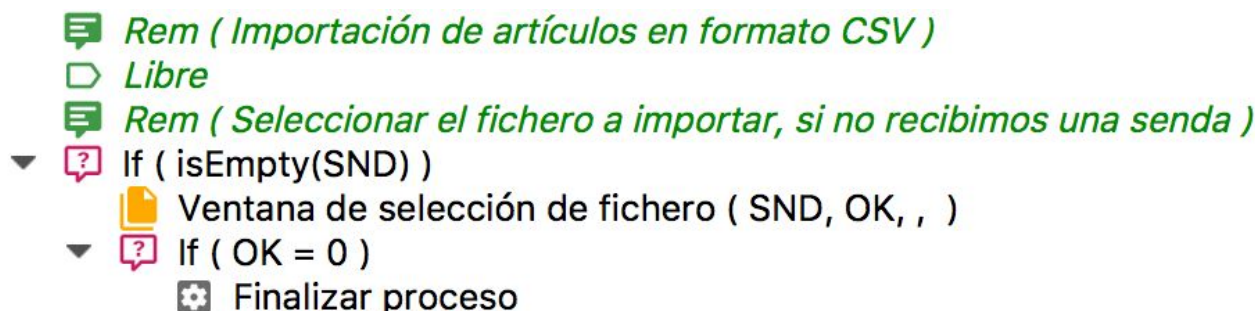 Rem ( Importación de artículos en formato CSV )
Libre
Rem ( Seleccionar el fichero a importar, si no recibimos una senda )
If ( isEmpty(SND) )
Ventana de selección de fichero ( SND, OK, , )
If ( OK = 0 )
Finalizar proceso